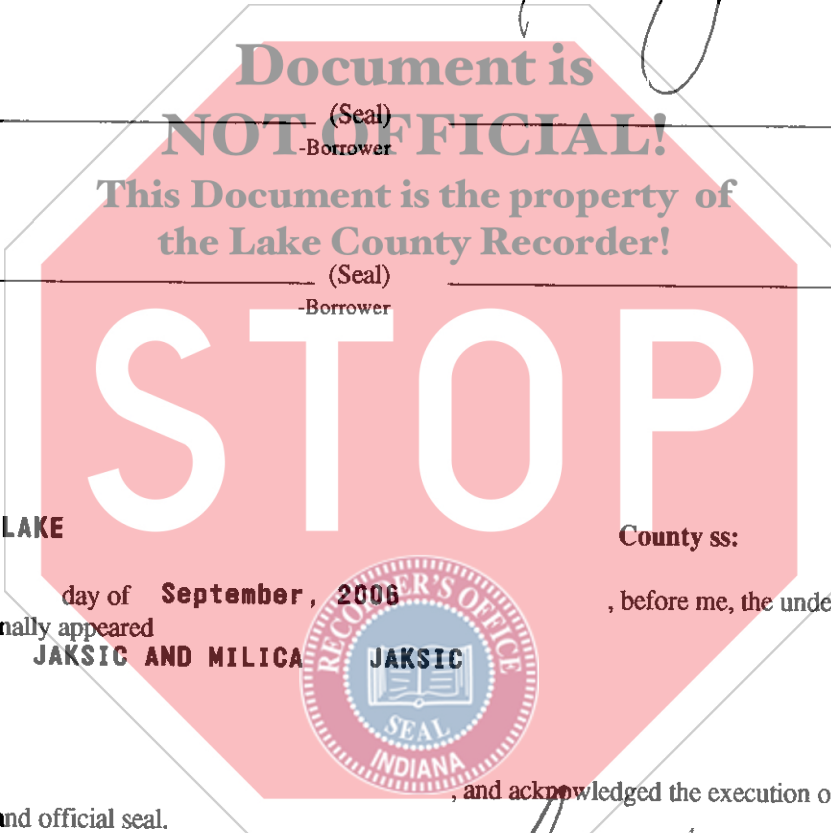 Document is
(Seal)
NOT OFFICIAL!
-Borrower
This Document is the property of
the Lake County Recorder!
(Seal)
-Borrower
STOP
LAKE
County ss:
day of September, 2006 , before me, the unde
nally appeared
JAKSIC AND MILICA JAKSIC
RECORDER'S OFFICE
SEAL
INDIANA
, and acknowledged the execution o
and official seal.